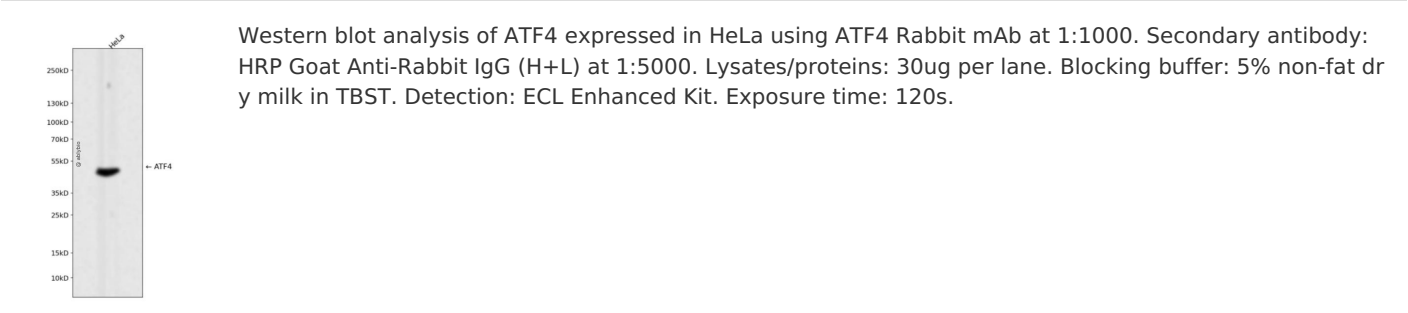 HeLa
250kD
130kD
100kD
70kD
55kD
← ATF4
35kD
25kD
15kD
10kD
Western blot analysis of ATF4 expressed in HeLa using ATF4 Rabbit mAb at 1:1000. Secondary antibody:
HRP Goat Anti-Rabbit IgG (H+L) at 1:5000. Lysates/proteins: 30ug per lane. Blocking buffer: 5% non-fat dr
y milk in TBST. Detection: ECL Enhanced Kit. Exposure time: 120s.